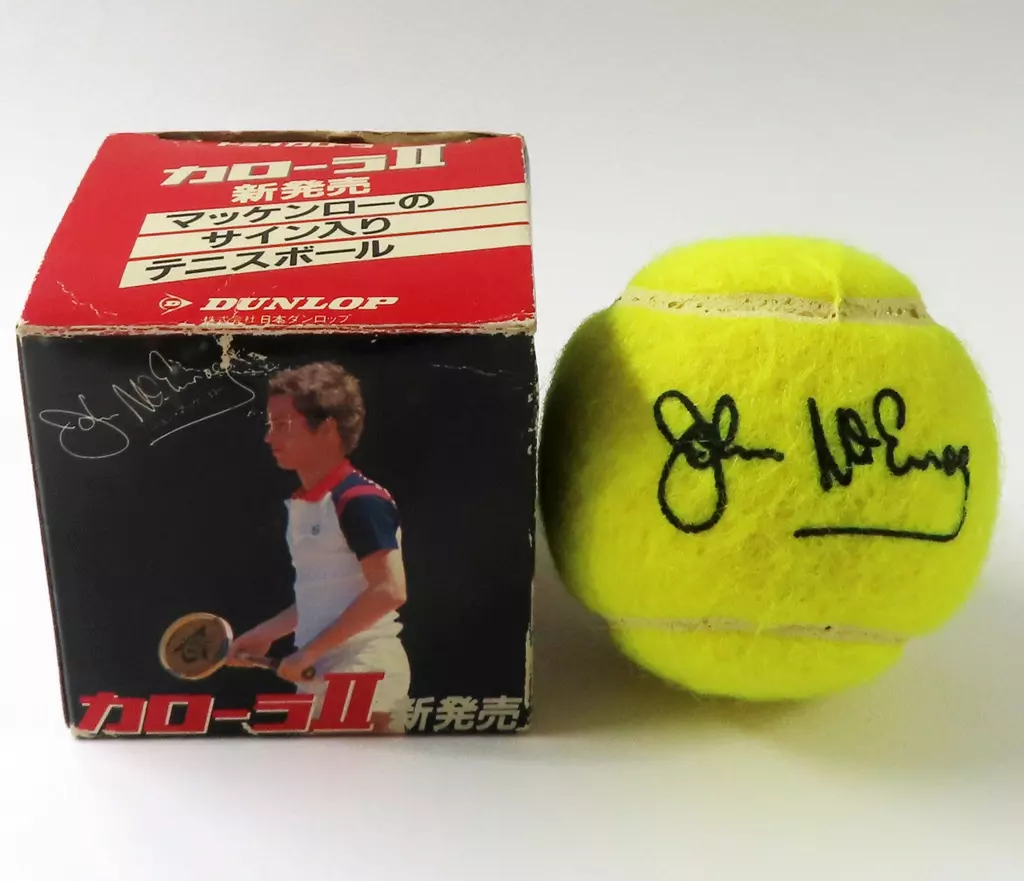 カローラII
新発売
マッケンローの
サイン入り
テニスボール
DUNLOP
株式会社 日本ダンロップ
John McEnroe
カローラII 新発売
John McEnroe